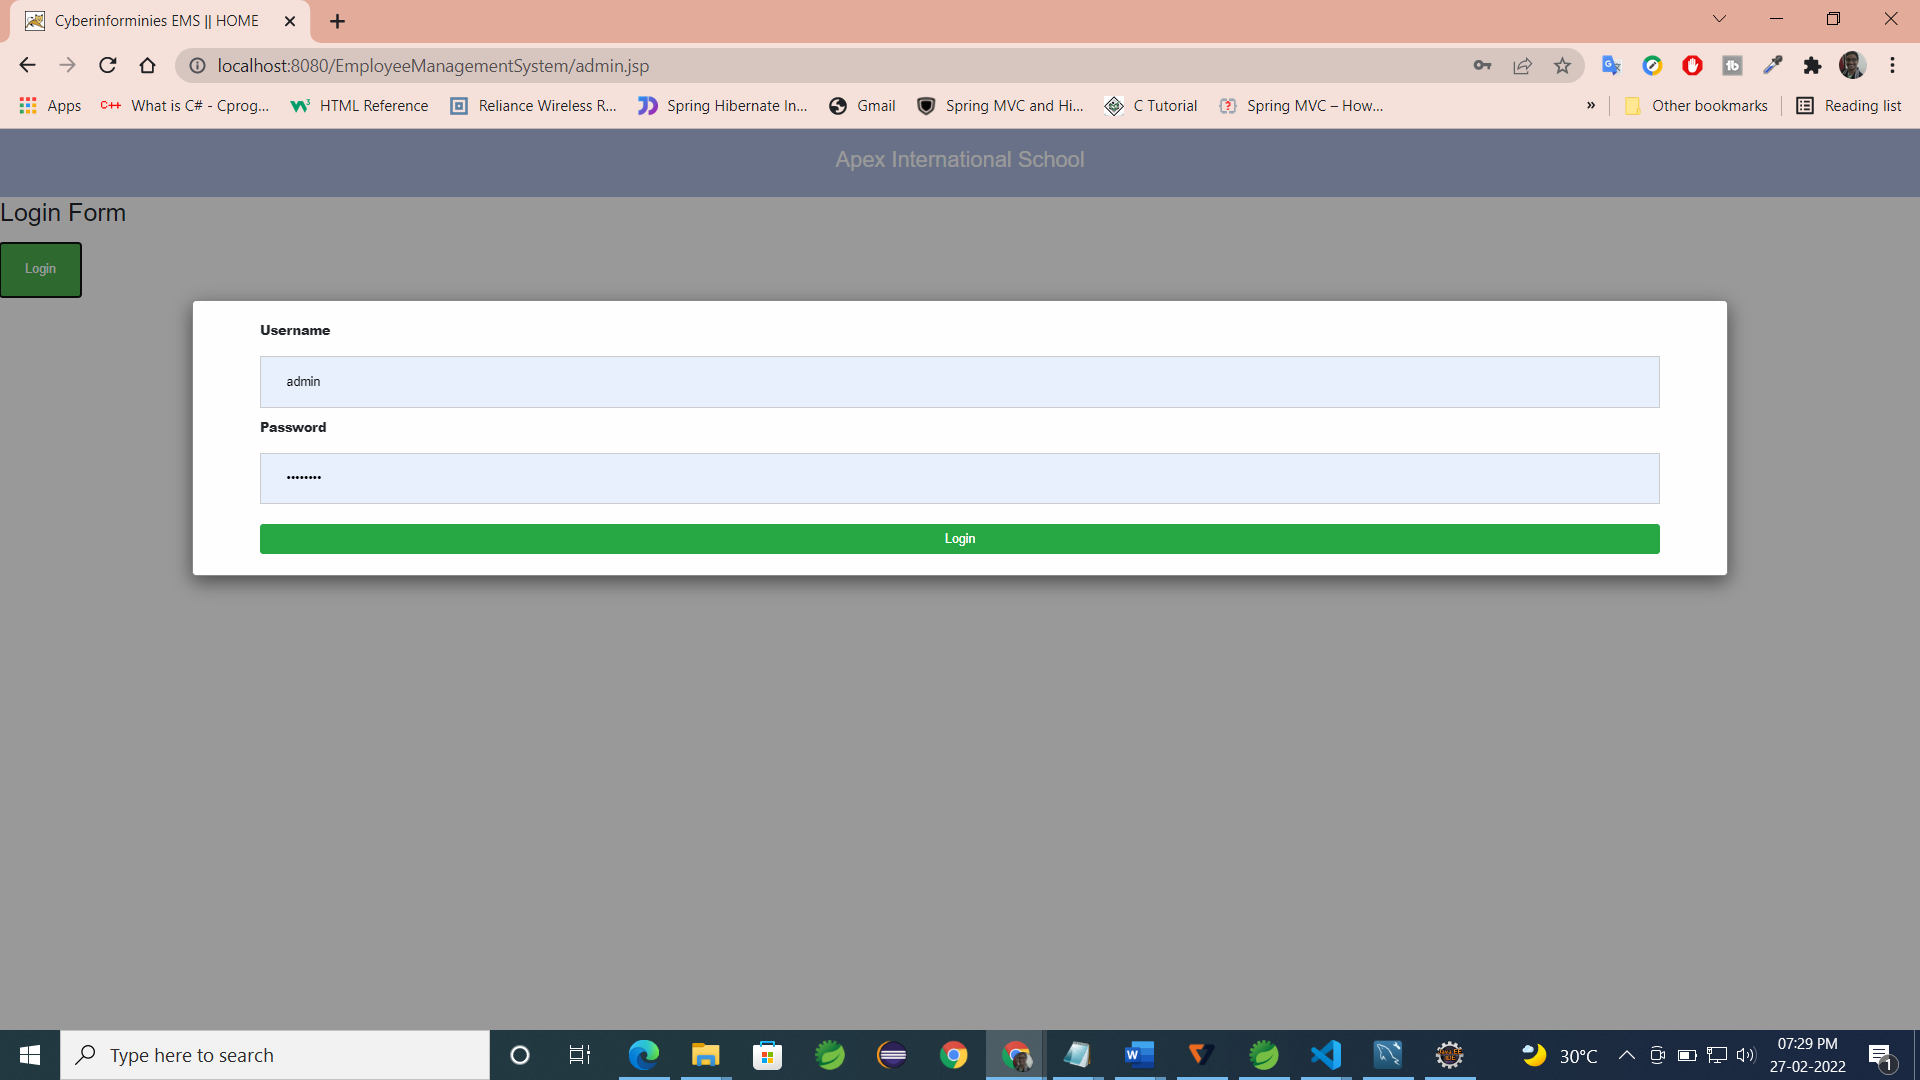 Cyberinforminies EMS || HOME
localhost:8080/EmployeeManagementSystem/admin.jsp
Apps
C++ What is C# - Cprog...
HTML Reference
Reliance Wireless R...
Spring Hibernate In...
Gmail
Spring MVC and Hi...
C Tutorial
Spring MVC – How...
»
Other bookmarks
Reading list
Apex International School
Login Form
Login
Username
admin
Password
••••••••
Login
Type here to search
30°C
07:29 PM
27-02-2022
1